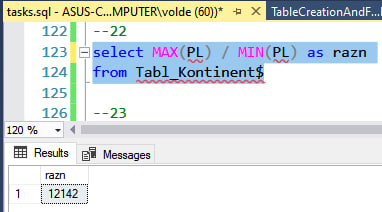 tasks.sql - ASUS-C...MPUTER\volde (60))*
TableCreationAndF...
122 --22
123 select MAX(PL) / MIN(PL) as razn
124 from Tabl_Kontinent$
125
126 --23
120 %
Results Messages
razn
1 12142